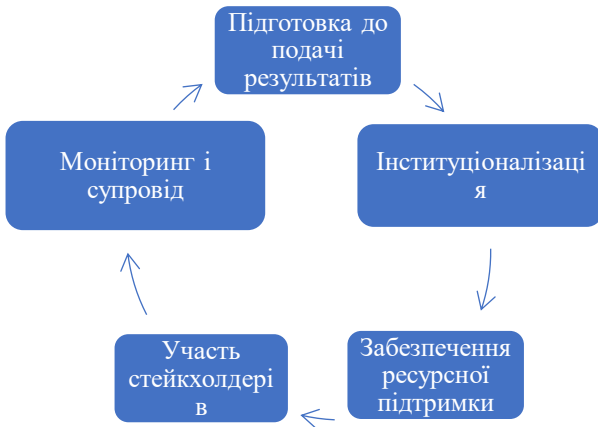 Підготовка до
подачі
результатів
Інституціоналізаці
я
Забезпечення
ресурсної
підтримки
Участь
стейкхолдері
в
Моніторинг і
супровід